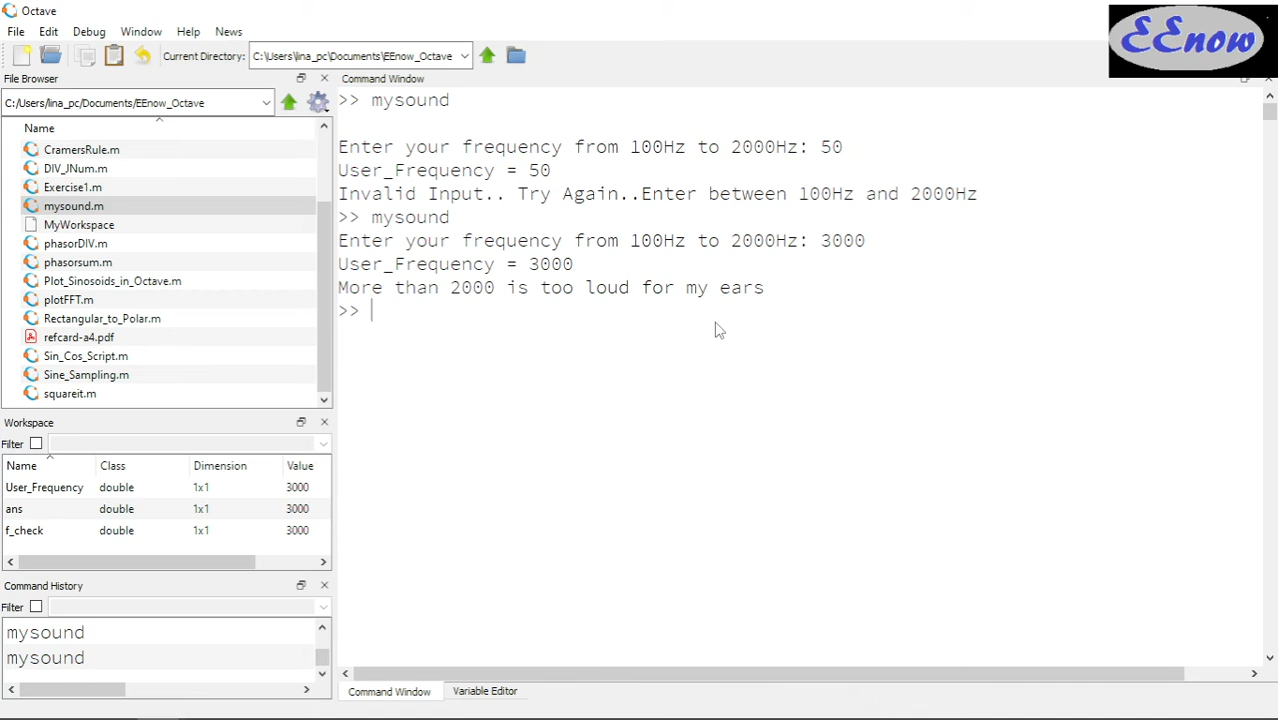 Octave
EEnow
File Edit Debug Window Help News
Current Directory: C:\Users\lina_pc\Documents\EEnow_Octave
File Browser
C:/Users/lina_pc/Documents/EEnow_Octave
Name
CramersRule.m
DIV_JNum.m
Exercise1.m
mysound.m
MyWorkspace
phasorDIV.m
phasorsum.m
Plot_Sinosoids_in_Octave.m
plotFFT.m
Rectangular_to_Polar.m
refcard-a4.pdf
Sin_Cos_Script.m
Sine_Sampling.m
squareit.m
Workspace
Filter
Name Class Dimension Value
User_Frequency double 1x1 3000
ans double 1x1 3000
f_check double 1x1 3000
Command History
Filter
mysound
mysound
Command Window
>> mysound
Enter your frequency from 100Hz to 2000Hz: 50
User_Frequency = 50
Invalid Input.. Try Again..Enter between 100Hz and 2000Hz
>> mysound
Enter your frequency from 100Hz to 2000Hz: 3000
User_Frequency = 3000
More than 2000 is too loud for my ears
>>
Command Window Variable Editor